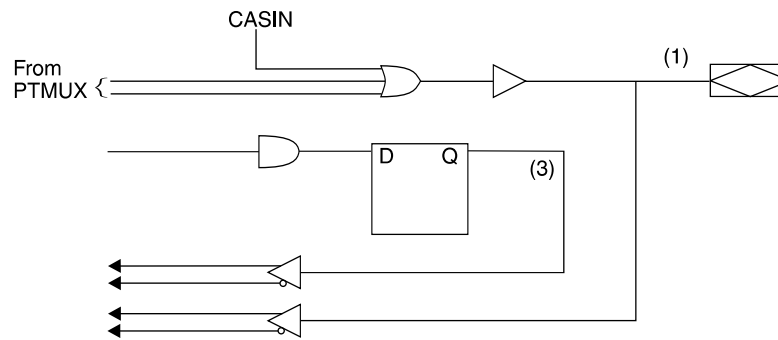 CASIN
(1)
From
PTMUX {
D Q
(3)